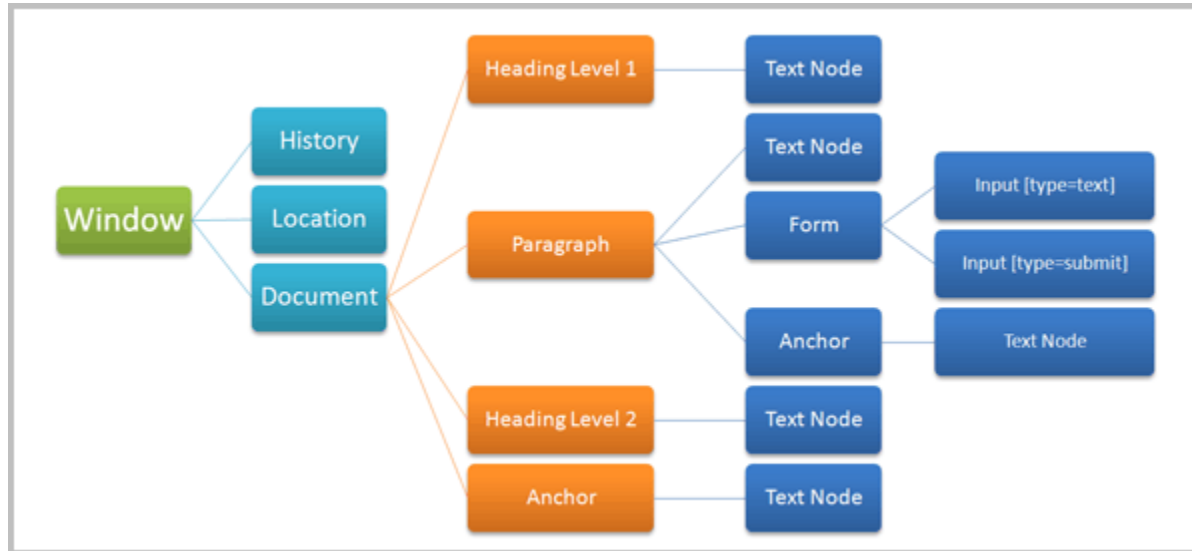 Window
History
Location
Document
Heading Level 1
Paragraph
Heading Level 2
Anchor
Text Node
Text Node
Form
Anchor
Text Node
Text Node
Input [type=text]
Input [type=submit]
Text Node